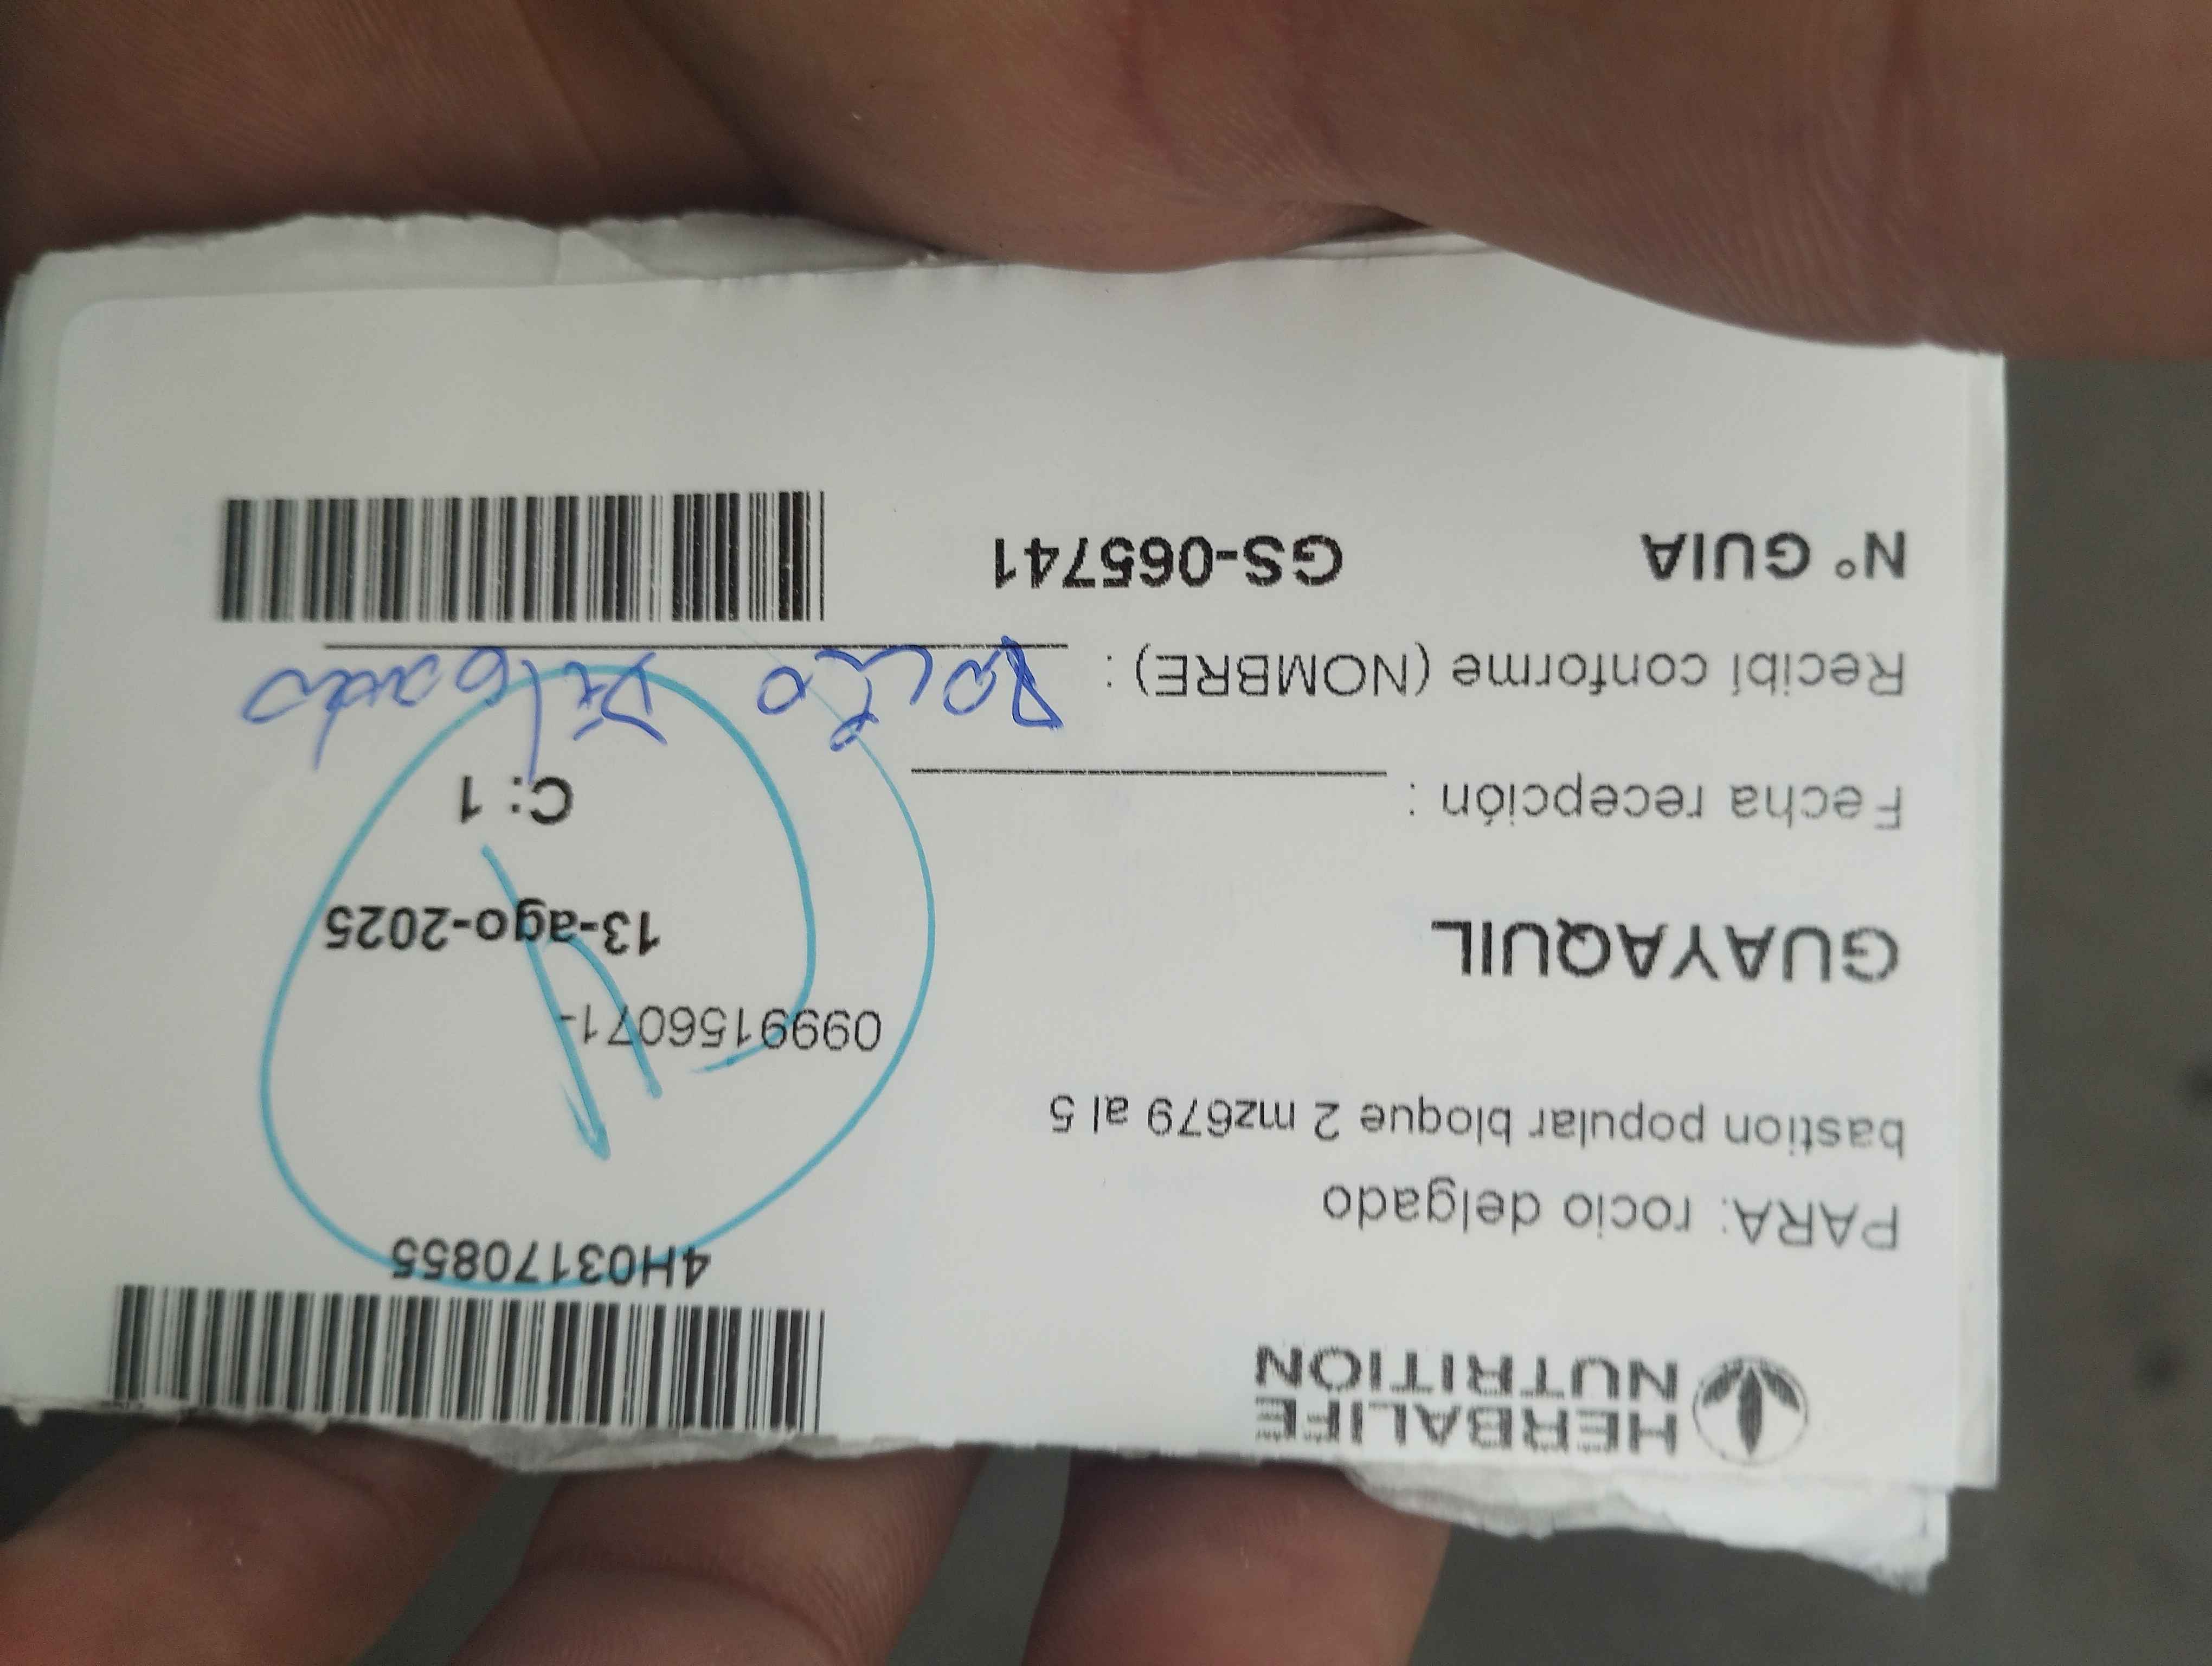 HERBALIFE
NUTRITION
4H03170855
PARA: rocio delgado
bastion popular bloque 2 mz679 al 5
0999156071-
GUAYAQUIL
13-ago-2025
Fecha recepción :
C: 1
Recibí conforme (NOMBRE) : Rocío Delgado
N° GUIA GS-065741